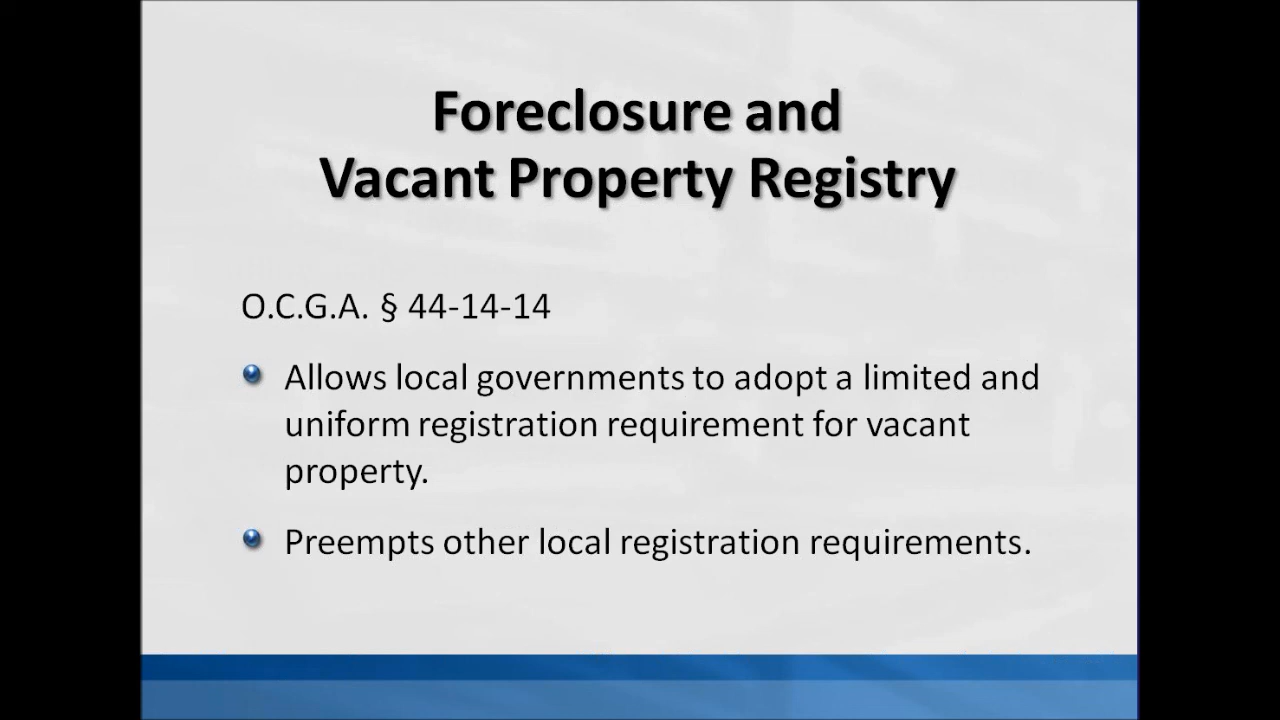 Foreclosure and
Vacant Property Registry
O.C.G.A. § 44-14-14
Allows local governments to adopt a limited and
uniform registration requirement for vacant
property.
Preempts other local registration requirements.